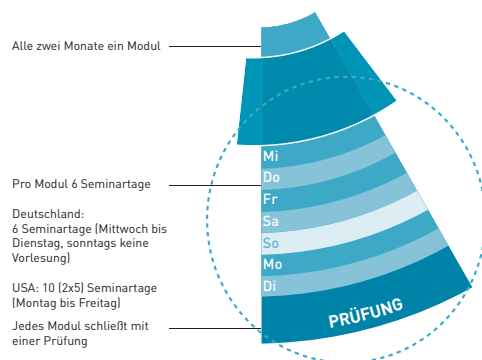 Alle zwei Monate ein Modul
Mi
Do
Pro Modul 6 Seminartage
Fr
Deutschland:
6 Seminartage (Mittwoch bis
Dienstag, sonntags keine
Vorlesung)
Sa
So
Mo
Di
USA: 10 (2x5) Seminartage
(Montag bis Freitag)
PRÜFUNG
Jedes Modul schließt mit
einer Prüfung